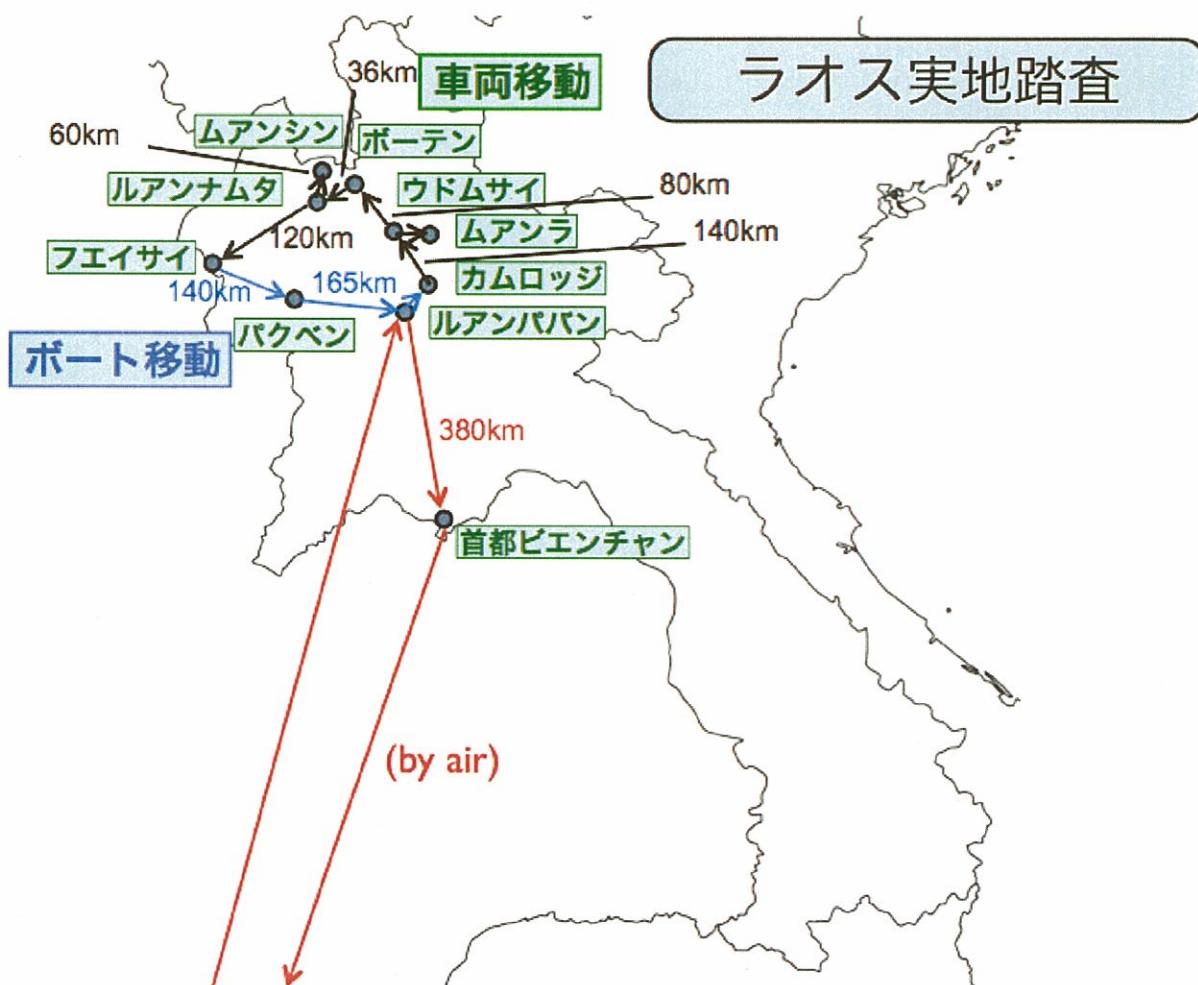 ラオス実地踏査
36km
車両移動
60km
ムアンシン
ボーテン
ルアンナムタ
ウドムサイ
80km
120km
ムアンラ
140km
フエイサイ
カムロッジ
140km
165km
パクベン
ルアンパバン
ボート移動
380km
首都ビエンチャン
(by air)